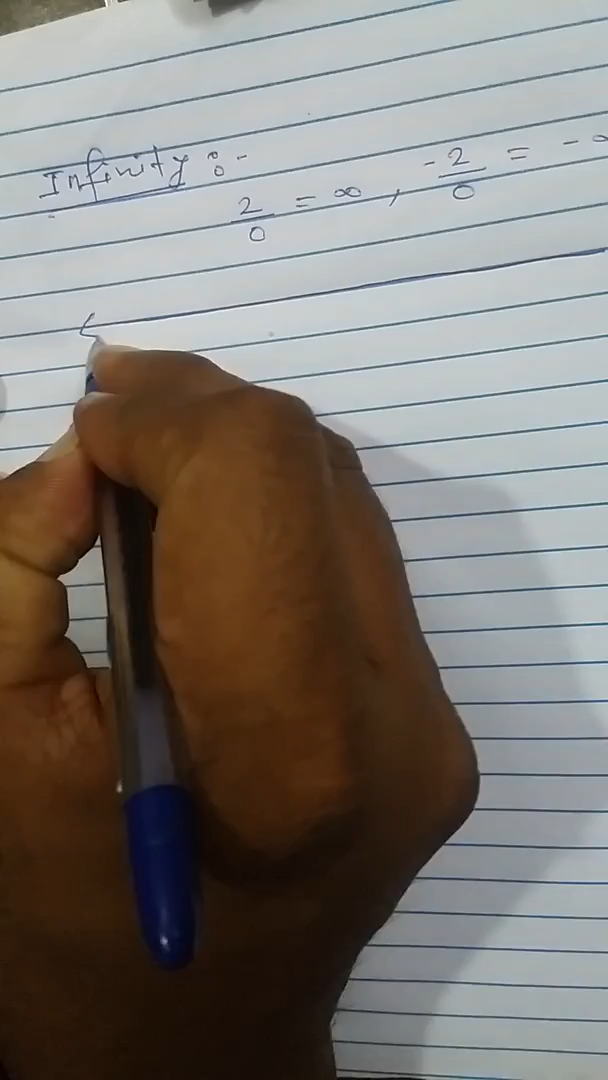 Infinity :-
2/0 = ∞, -2/0 = -∞